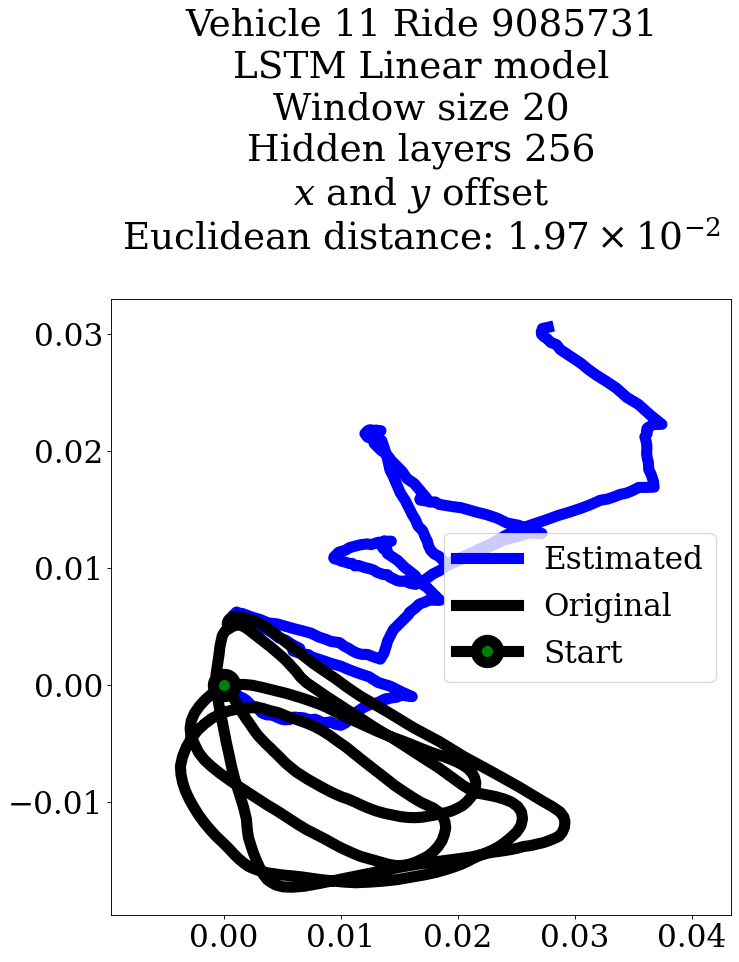 Vehicle 11 Ride 9085731
LSTM Linear model
Window size 20
Hidden layers 256
x and y offset
Euclidean distance: 1.97 × 10⁻²
0.03
0.02
0.01
0.00
−0.01
Estimated
Original
Start
0.00 0.01 0.02 0.03 0.04